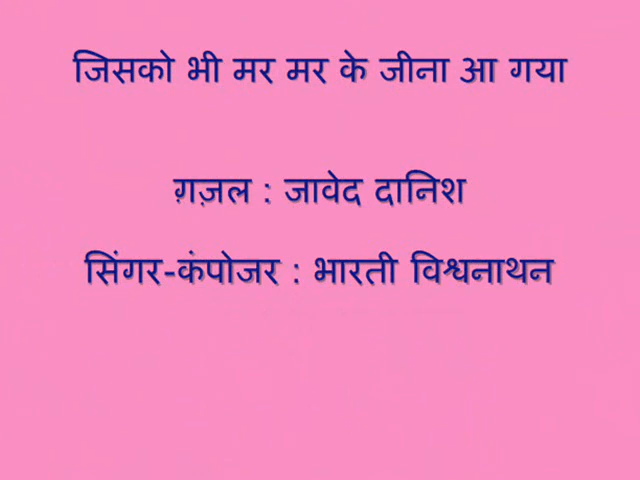 जिसको भी मर मर के जीना आ गया
ग़ज़ल : जावेद दानिश
सिंगर-कंपोजर : भारती विश्वनाथन